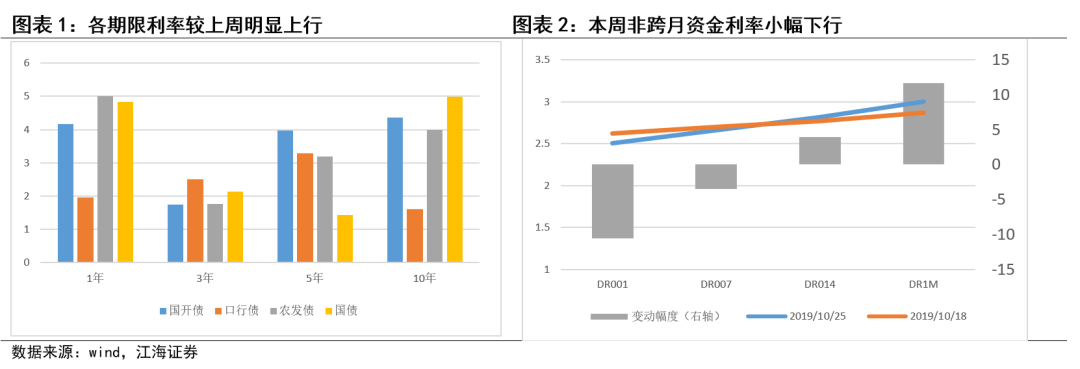 图表 1：各期限利率较上周明显上行
6
5
4
3
2
1
0
1年 3年 5年 10年
国开债 口行债 农发债 国债
图表 2：本周非跨月资金利率小幅下行
3.5
3
2.5
2
1.5
1
15
10
5
0
-5
-10
-15
DR001 DR007 DR014 DR1M
变动幅度（右轴） 2019/10/25 2019/10/18
数据来源：wind，江海证券